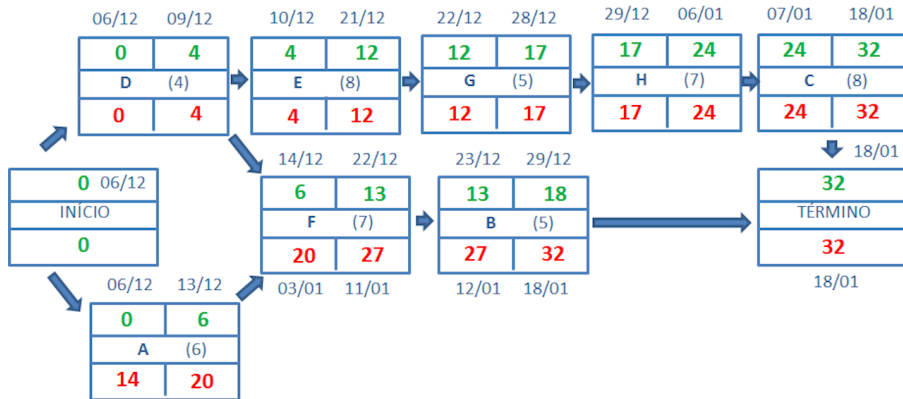 06/12 09/12 10/12 21/12 22/12 28/12 29/12 06/01 07/01 18/01
0 4 4 12 12 17 17 24 24 32
D (4) E (8) G (5) H (7) C (8)
0 4 4 12 12 17 17 24 24 32
14/12 22/12 23/12 29/12 18/01
0 06/12 6 13 13 18 32
INÍCIO F (7) B (5) TÉRMINO
0 20 27 27 32 32
06/12 13/12 03/01 11/01 12/01 18/01 18/01
0 6
A (6)
14 20